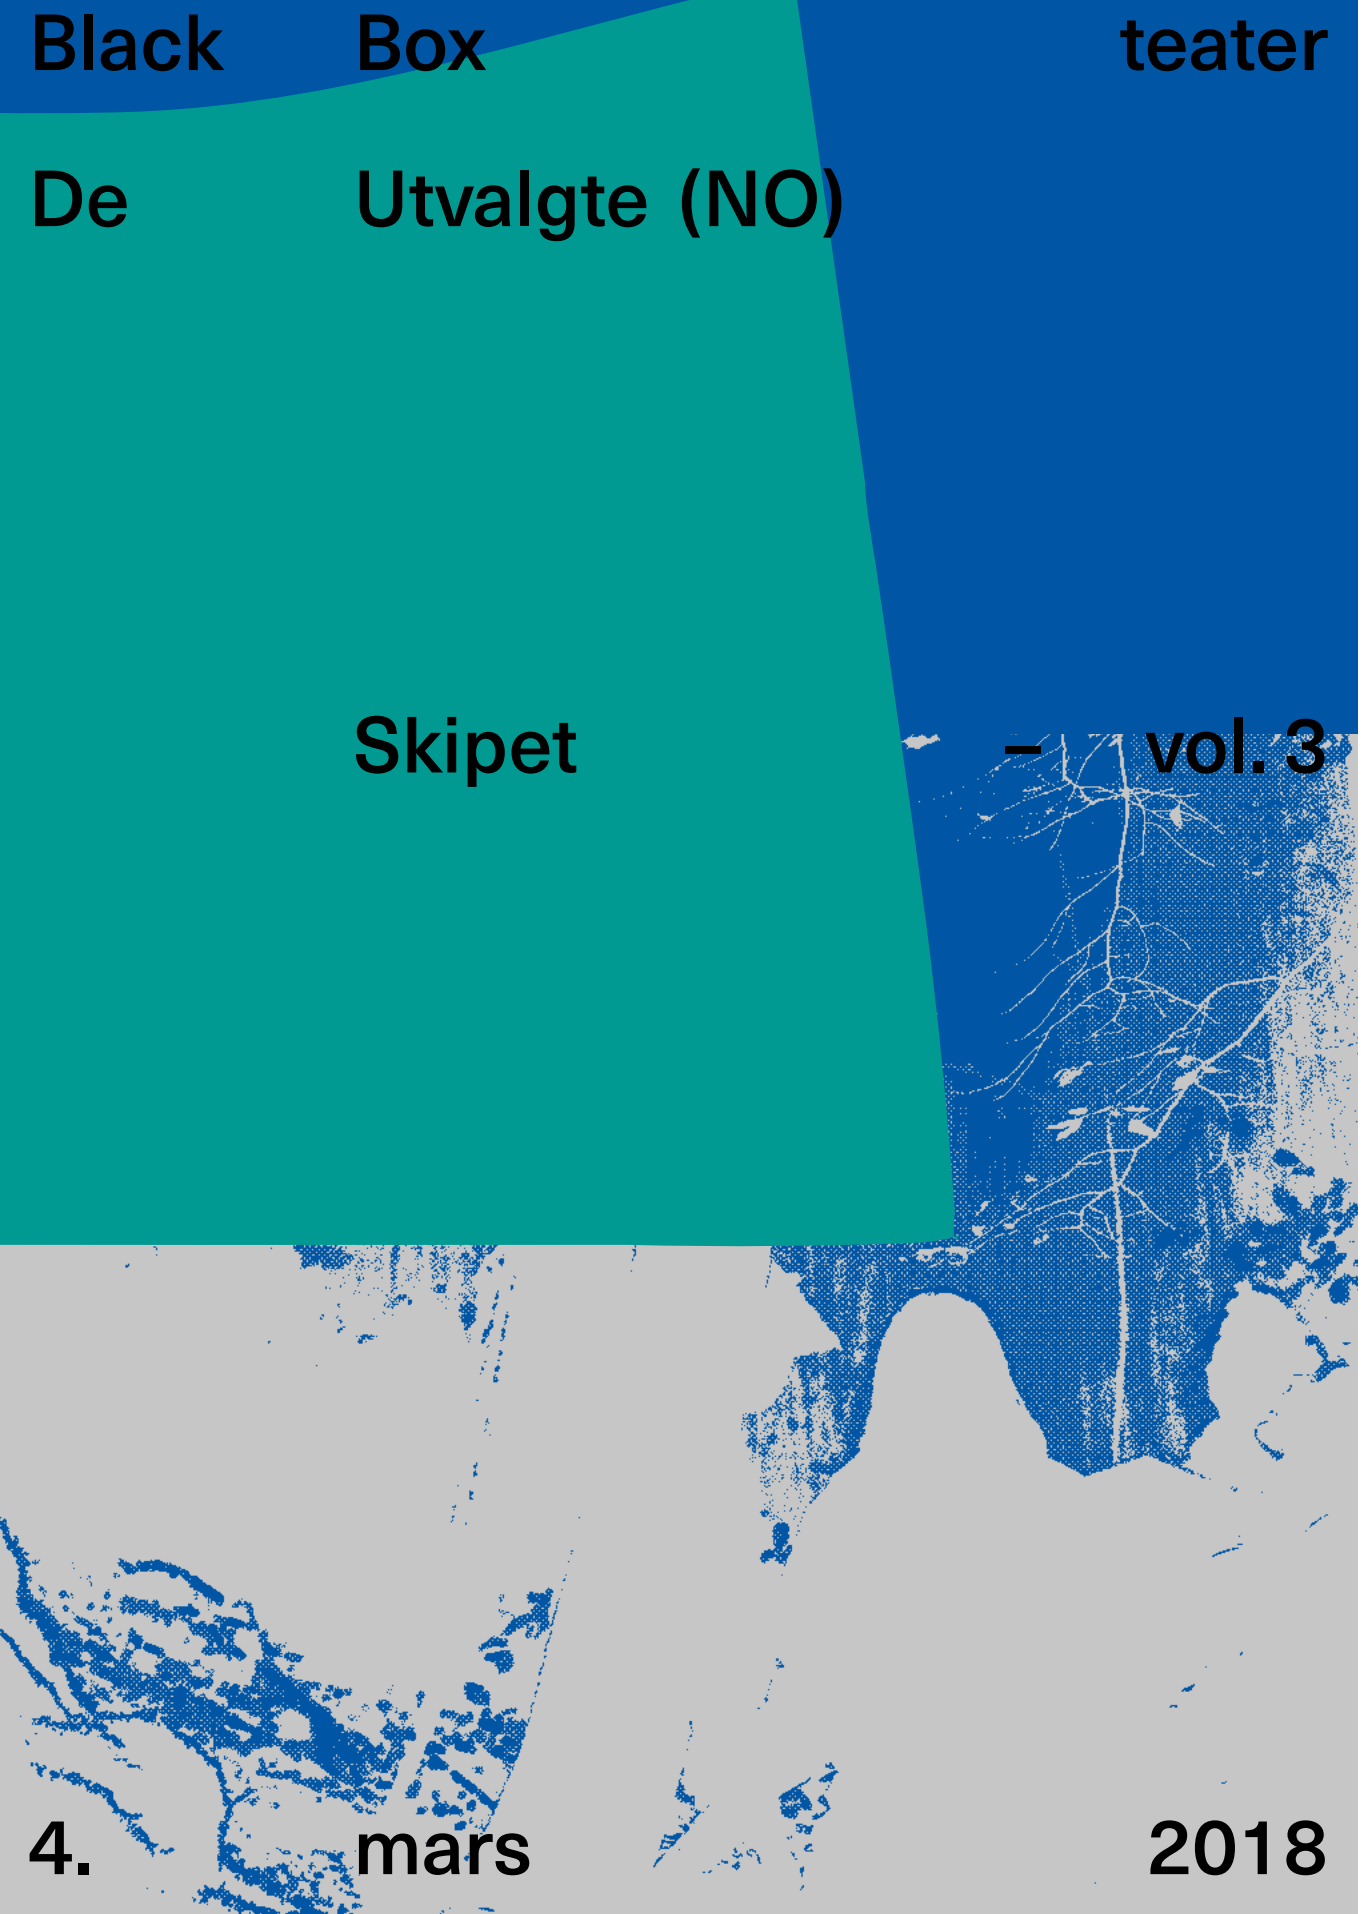 Black Box teater
De Utvalgte (NO)
Skipet – vol. 3
4. mars 2018